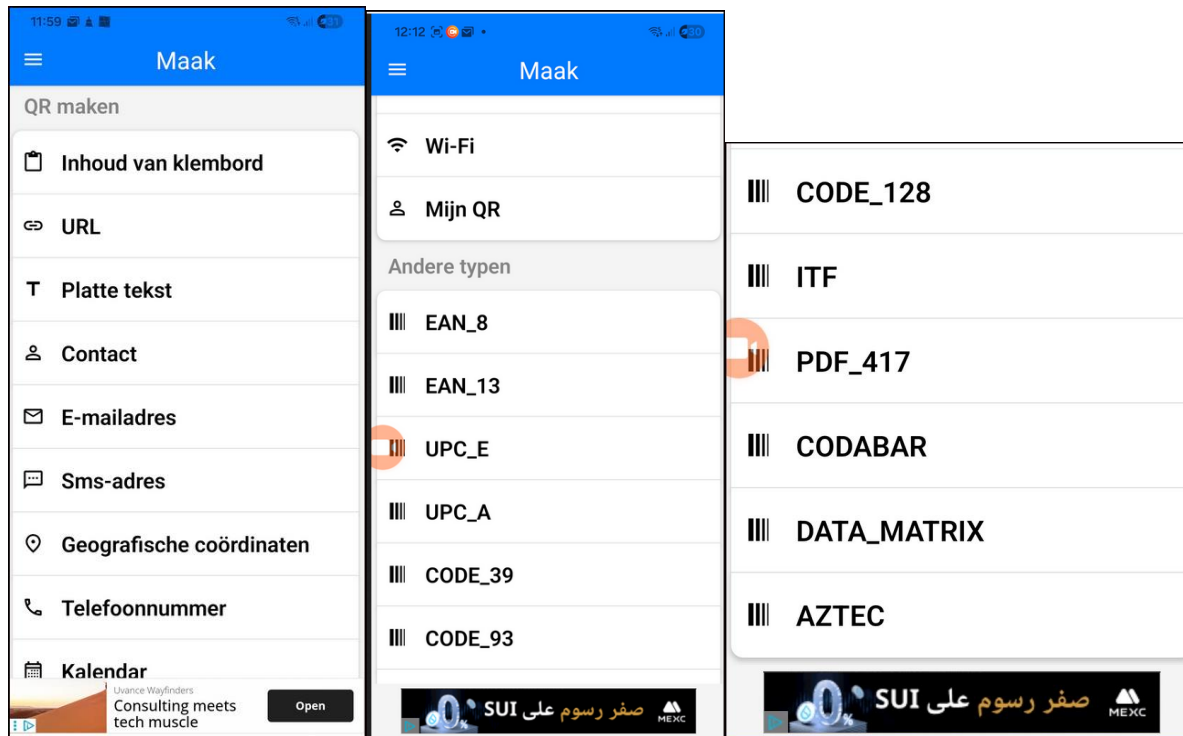 11:59
31
Maak
QR maken
Inhoud van klembord
URL
Platte tekst
Contact
E-mailadres
Sms-adres
Geografische coördinaten
Telefoonnummer
Kalendar
Uvance Wayfinders
Consulting meets
tech muscle
Open
12:12
30
Maak
Wi-Fi
Mijn QR
Andere typen
EAN_8
EAN_13
UPC_E
UPC_A
CODE_39
CODE_93
0%
صفر رسوم على SUI
MEXC
CODE_128
ITF
PDF_417
CODABAR
DATA_MATRIX
AZTEC
0%
صفر رسوم على SUI
MEXC